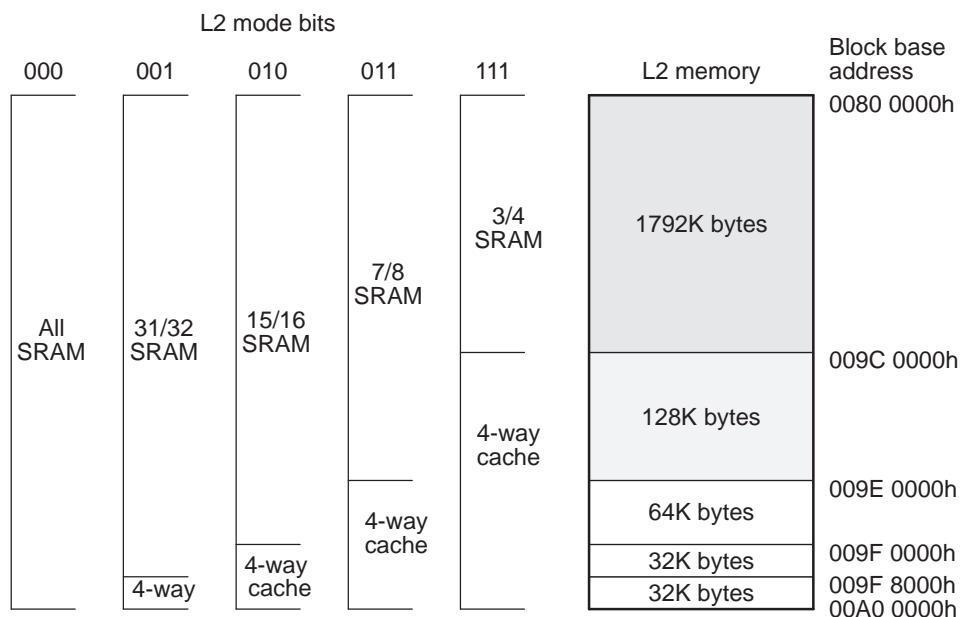 L2 mode bits
000 001 010 011 111 L2 memory Block base
address
0080 0000h
3/4
SRAM
1792K bytes
7/8
SRAM
All
SRAM
31/32
SRAM
15/16
SRAM
009C 0000h
128K bytes
4-way
cache
009E 0000h
64K bytes
4-way
cache
009F 0000h
32K bytes
4-way
cache
4-way
009F 8000h
32K bytes
00A0 0000h